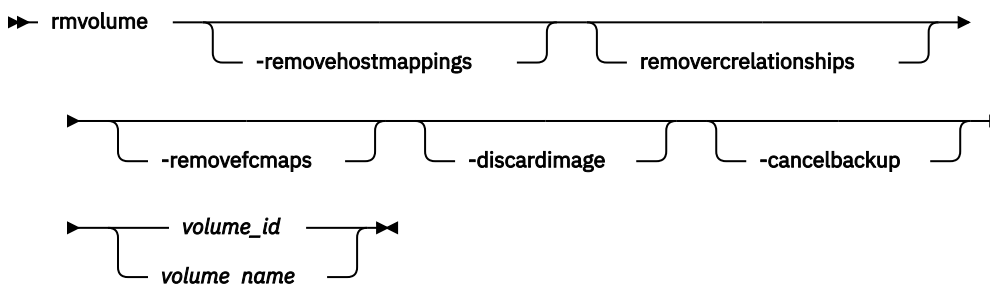 rmvolume
-removehostmappings removercrelationships
-removefcmaps -discardimage -cancelbackup
volume_id
volume_name